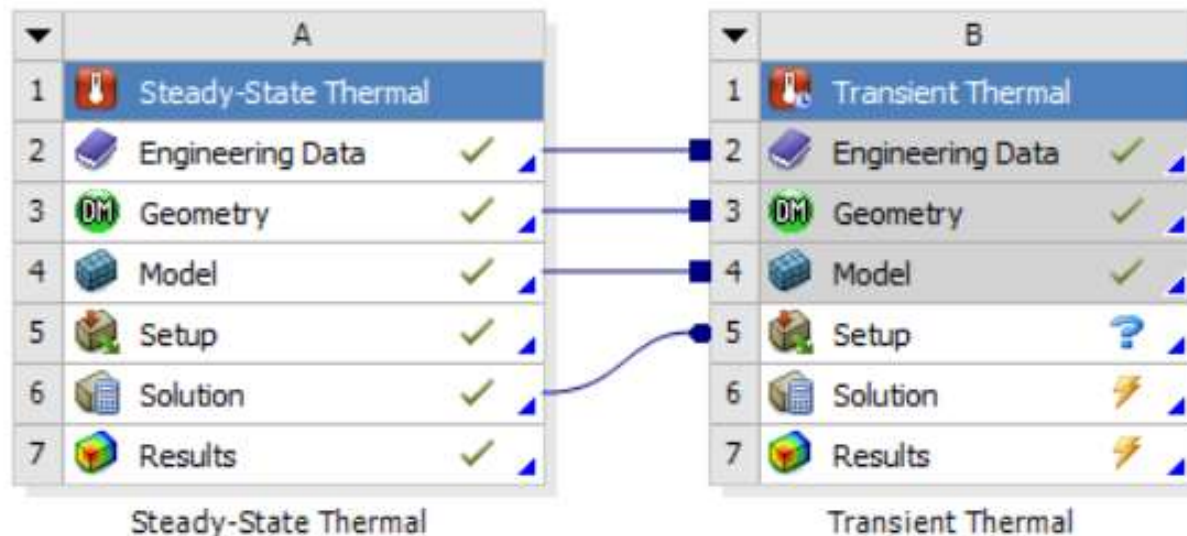 A
1 Steady-State Thermal
2 Engineering Data
3 DM Geometry
4 Model
5 Setup
6 Solution
7 Results
Steady-State Thermal
B
1 Transient Thermal
2 Engineering Data
3 DM Geometry
4 Model
5 Setup ?
6 Solution
7 Results
Transient Thermal